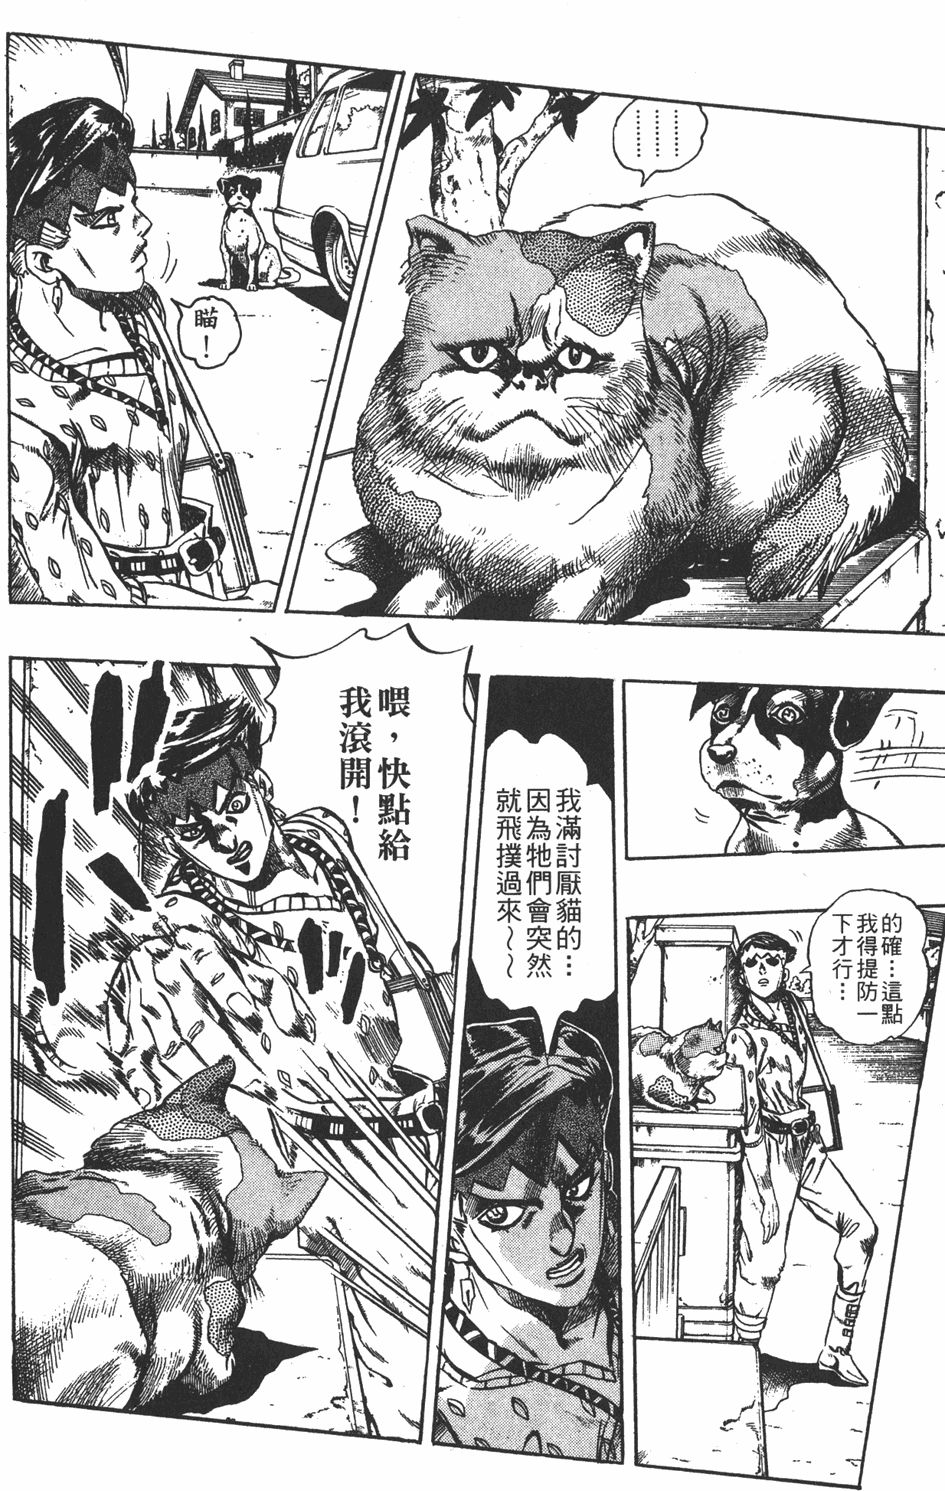 ………
瞄！
的確…這點
我得提防一
下才行…
我滿討厭貓的…
因為牠們會突然
就飛撲過來～～
喂，快點給
我滾開！